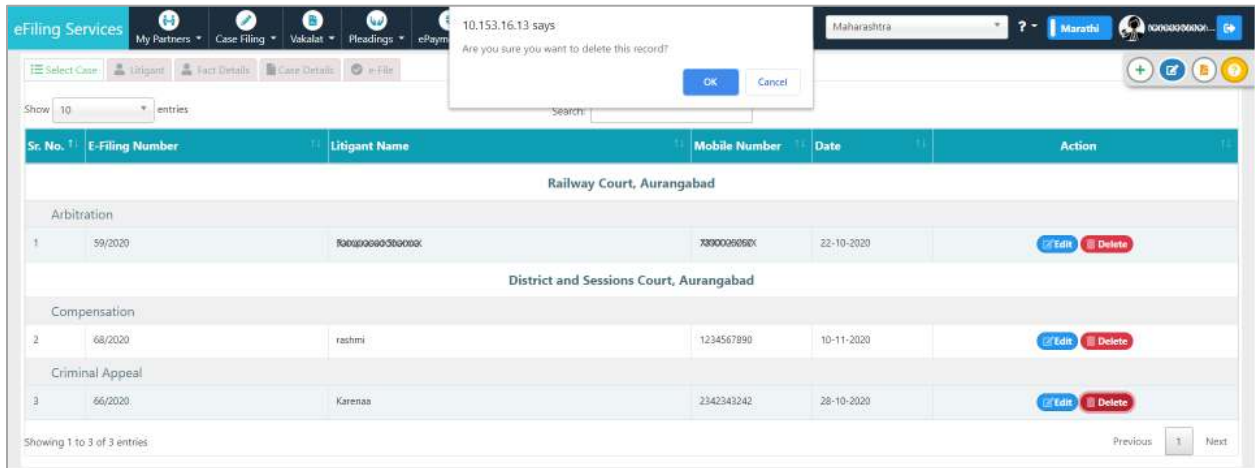 eFiling Services
My Partners Case Filing Vakalat Pleadings ePaym
10.153.16.13 says
Are you sure you want to delete this record?
OK Cancel
Maharashtra ? Marathi
Select Case Litigant Fact Details Case Details e-File
Show 10 entries Search:
Sr. No. E-Filing Number Litigant Name Mobile Number Date Action
Railway Court, Aurangabad
Arbitration
1 59/2020 22-10-2020 Edit Delete
District and Sessions Court, Aurangabad
Compensation
2 68/2020 rashmi 1234567890 10-11-2020 Edit Delete
Criminal Appeal
3 66/2020 Karenaa 2342343242 28-10-2020 Edit Delete
Showing 1 to 3 of 3 entries Previous 1 Next